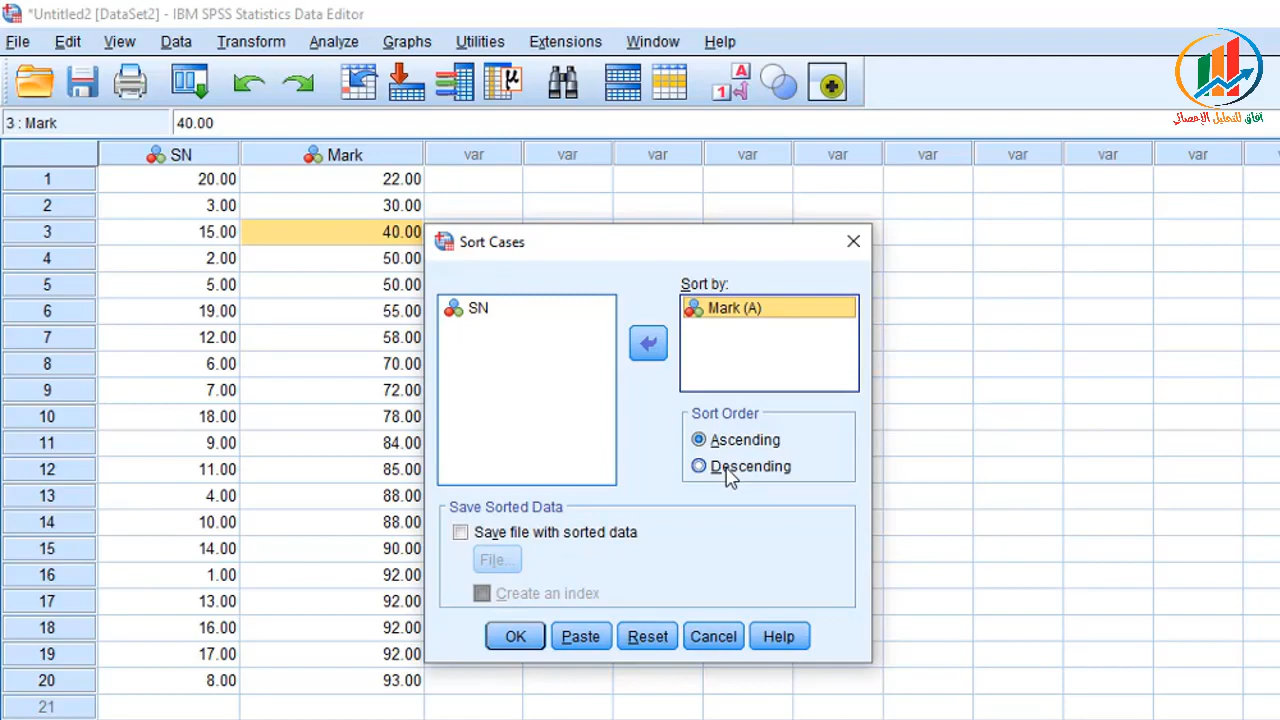 *Untitled2 [DataSet2] - IBM SPSS Statistics Data Editor
File Edit View Data Transform Analyze Graphs Utilities Extensions Window Help
آفاق للتحليل الإحصائي
3 : Mark 40.00
SN Mark var var var var var var var var var
1 20.00 22.00
2 3.00 30.00
3 15.00 40.00
4 2.00 50.00
5 5.00 50.00
6 19.00 55.00
7 12.00 58.00
8 6.00 70.00
9 7.00 72.00
10 18.00 78.00
11 9.00 84.00
12 11.00 85.00
13 4.00 88.00
14 10.00 88.00
15 14.00 90.00
16 1.00 92.00
17 13.00 92.00
18 16.00 92.00
19 17.00 92.00
20 8.00 93.00
21
Sort Cases
Sort by:
SN
Mark (A)
Sort Order
Ascending
Descending
Save Sorted Data
Save file with sorted data
File...
Create an index
OK Paste Reset Cancel Help